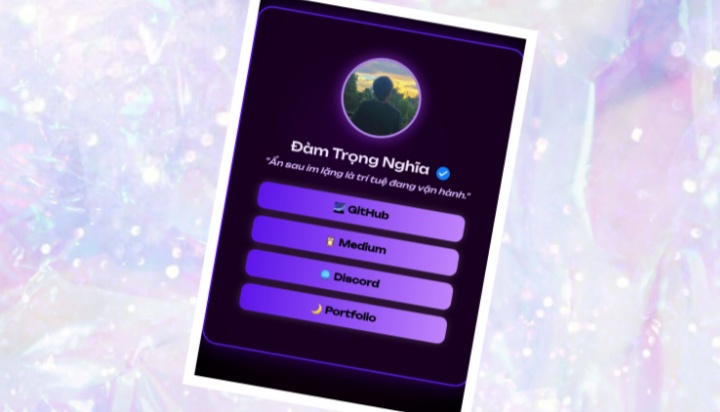 Đàm Trọng Nghĩa
"Ẩn sau im lặng là trí tuệ đang vận hành."
GitHub
Medium
Discord
Portfolio